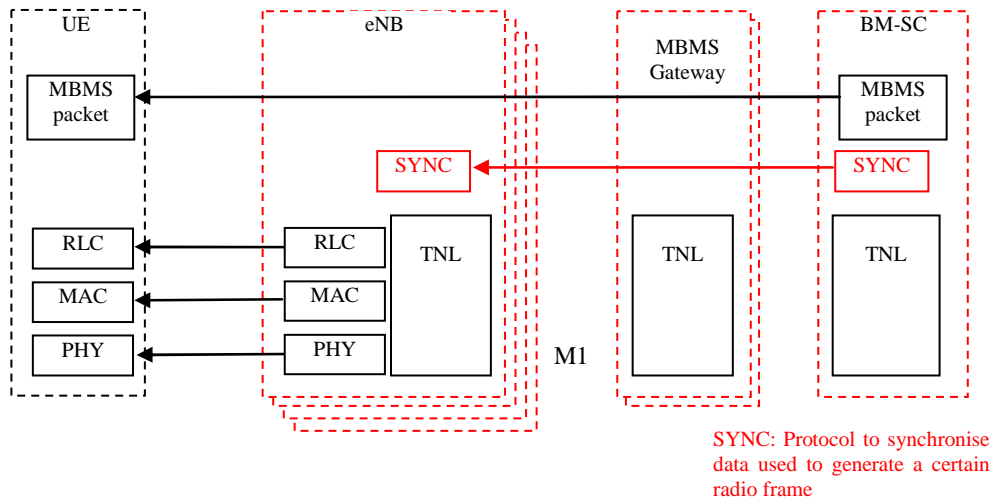 UE
eNB
MBMS
Gateway
BM-SC
MBMS
packet
MBMS
packet
SYNC
SYNC
RLC
RLC
TNL
TNL
TNL
MAC
MAC
PHY
PHY
M1
SYNC: Protocol to synchronise
data used to generate a certain
radio frame